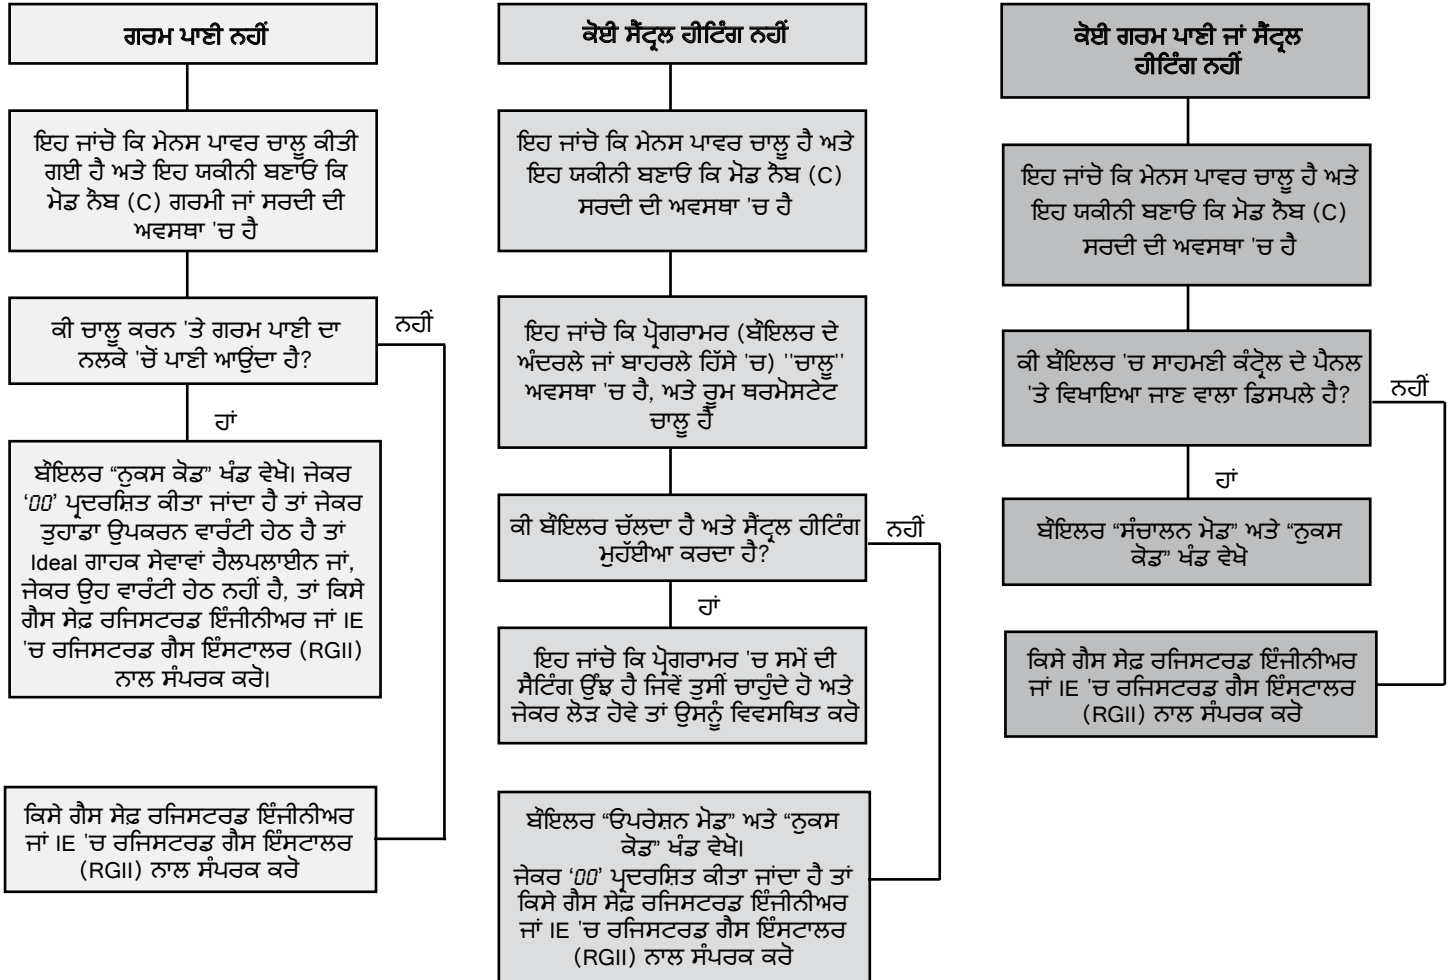 ਗਰਮ ਪਾਣੀ ਨਹੀਂ
ਇਹ ਜਾਂਚੋ ਕਿ ਮੇਨਸ ਪਾਵਰ ਚਾਲੂ ਕੀਤੀ
ਗਈ ਹੈ ਅਤੇ ਇਹ ਯਕੀਨੀ ਬਣਾਓ ਕਿ
ਮੋਡ ਨੌਬ (C) ਗਰਮੀ ਜਾਂ ਸਰਦੀ ਦੀ
ਅਵਸਥਾ 'ਚ ਹੈ
ਕੀ ਚਾਲੂ ਕਰਨ 'ਤੇ ਗਰਮ ਪਾਣੀ ਦਾ
ਨਲਕੇ 'ਚੋਂ ਪਾਣੀ ਆਉਂਦਾ ਹੈ?
ਨਹੀਂ
ਹਾਂ
ਬੌਇਲਰ “ਨੁਕਸ ਕੋਡ” ਖੰਡ ਵੇਖੋ। ਜੇਕਰ
‘00’ ਪ੍ਰਦਰਸ਼ਿਤ ਕੀਤਾ ਜਾਂਦਾ ਹੈ ਤਾਂ ਜੇਕਰ
ਤੁਹਾਡਾ ਉਪਕਰਨ ਵਾਰੰਟੀ ਹੇਠ ਹੈ ਤਾਂ
Ideal ਗਾਹਕ ਸੇਵਾਵਾਂ ਹੈਲਪਲਾਈਨ ਜਾਂ,
ਜੇਕਰ ਉਹ ਵਾਰੰਟੀ ਹੇਠ ਨਹੀਂ ਹੈ, ਤਾਂ ਕਿਸੇ
ਗੈਸ ਸੇਫ਼ ਰਜਿਸਟਰਡ ਇੰਜੀਨੀਅਰ ਜਾਂ IE
'ਚ ਰਜਿਸਟਰਡ ਗੈਸ ਇੰਸਟਾਲਰ (RGII)
ਨਾਲ ਸੰਪਰਕ ਕਰੋ।
ਕਿਸੇ ਗੈਸ ਸੇਫ਼ ਰਜਿਸਟਰਡ ਇੰਜੀਨੀਅਰ
ਜਾਂ IE 'ਚ ਰਜਿਸਟਰਡ ਗੈਸ ਇੰਸਟਾਲਰ
(RGII) ਨਾਲ ਸੰਪਰਕ ਕਰੋ
ਕੋਈ ਸੈਂਟ੍ਰਲ ਹੀਟਿੰਗ ਨਹੀਂ
ਇਹ ਜਾਂਚੋ ਕਿ ਮੇਨਸ ਪਾਵਰ ਚਾਲੂ ਹੈ ਅਤੇ
ਇਹ ਯਕੀਨੀ ਬਣਾਓ ਕਿ ਮੋਡ ਨੌਬ (C)
ਸਰਦੀ ਦੀ ਅਵਸਥਾ 'ਚ ਹੈ
ਇਹ ਜਾਂਚੋ ਕਿ ਪ੍ਰੋਗਰਾਮਰ (ਬੌਇਲਰ ਦੇ
ਅੰਦਰਲੇ ਜਾਂ ਬਾਹਰਲੇ ਹਿੱਸੇ 'ਚ) ''ਚਾਲੂ''
ਅਵਸਥਾ 'ਚ ਹੈ, ਅਤੇ ਰੂਮ ਥਰਮੋਸਟੇਟ
ਚਾਲੂ ਹੈ
ਕੀ ਬੌਇਲਰ ਚੱਲਦਾ ਹੈ ਅਤੇ ਸੈਂਟ੍ਰਲ ਹੀਟਿੰਗ
ਮੁਹੱਈਆ ਕਰਦਾ ਹੈ?
ਨਹੀਂ
ਹਾਂ
ਇਹ ਜਾਂਚੋ ਕਿ ਪ੍ਰੋਗਰਾਮਰ 'ਚ ਸਮੇਂ ਦੀ
ਸੈਟਿੰਗ ਉਂਝ ਹੈ ਜਿਵੇਂ ਤੁਸੀਂ ਚਾਹੁੰਦੇ ਹੋ ਅਤੇ
ਜੇਕਰ ਲੋੜ ਹੋਵੇ ਤਾਂ ਉਸਨੂੰ ਵਿਵਸਥਿਤ ਕਰੋ
ਬੌਇਲਰ “ਓਪਰੇਸ਼ਨ ਮੋਡ” ਅਤੇ “ਨੁਕਸ
ਕੋਡ” ਖੰਡ ਵੇਖੋ।
ਜੇਕਰ ‘00’ ਪ੍ਰਦਰਸ਼ਿਤ ਕੀਤਾ ਜਾਂਦਾ ਹੈ ਤਾਂ
ਕਿਸੇ ਗੈਸ ਸੇਫ਼ ਰਜਿਸਟਰਡ ਇੰਜੀਨੀਅਰ
ਜਾਂ IE 'ਚ ਰਜਿਸਟਰਡ ਗੈਸ ਇੰਸਟਾਲਰ
(RGII) ਨਾਲ ਸੰਪਰਕ ਕਰੋ
ਕੋਈ ਗਰਮ ਪਾਣੀ ਜਾਂ ਸੈਂਟ੍ਰਲ
ਹੀਟਿੰਗ ਨਹੀਂ
ਇਹ ਜਾਂਚੋ ਕਿ ਮੇਨਸ ਪਾਵਰ ਚਾਲੂ ਹੈ ਅਤੇ
ਇਹ ਯਕੀਨੀ ਬਣਾਓ ਕਿ ਮੋਡ ਨੌਬ (C)
ਸਰਦੀ ਦੀ ਅਵਸਥਾ 'ਚ ਹੈ
ਕੀ ਬੌਇਲਰ 'ਚ ਸਾਹਮਣੀ ਕੰਟ੍ਰੋਲ ਦੇ ਪੈਨਲ
'ਤੇ ਵਿਖਾਇਆ ਜਾਣ ਵਾਲਾ ਡਿਸਪਲੇ ਹੈ?
ਨਹੀਂ
ਹਾਂ
ਬੌਇਲਰ “ਸੰਚਾਲਨ ਮੋਡ” ਅਤੇ “ਨੁਕਸ
ਕੋਡ” ਖੰਡ ਵੇਖੋ
ਕਿਸੇ ਗੈਸ ਸੇਫ਼ ਰਜਿਸਟਰਡ ਇੰਜੀਨੀਅਰ
ਜਾਂ IE 'ਚ ਰਜਿਸਟਰਡ ਗੈਸ ਇੰਸਟਾਲਰ
(RGII) ਨਾਲ ਸੰਪਰਕ ਕਰੋ